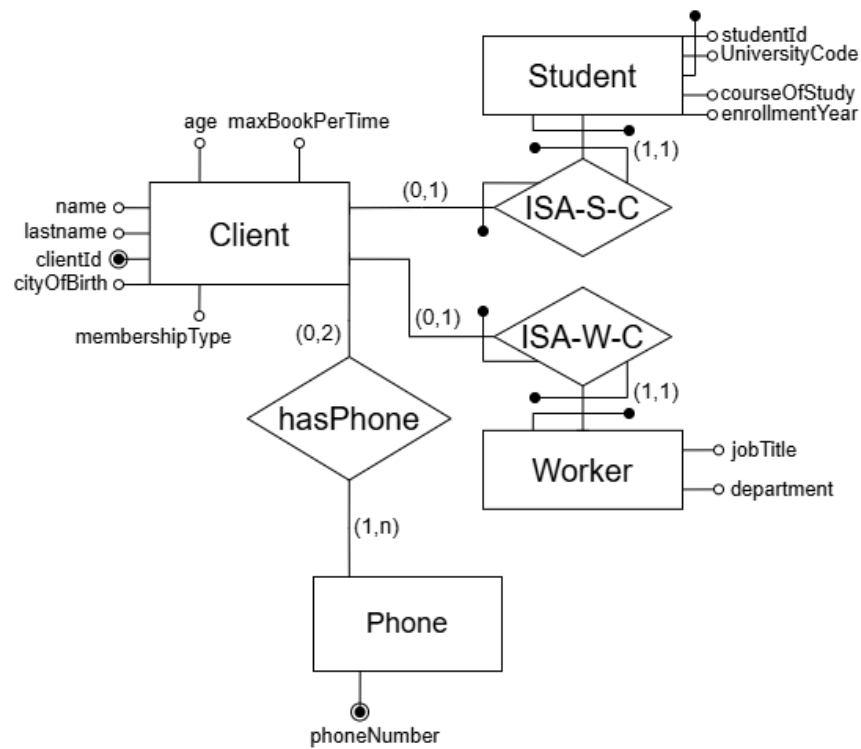 studentId
UniversityCode
Student
courseOfStudy
enrollmentYear
age
maxBookPerTime
(1,1)
(0,1)
ISA-S-C
name
lastname
Client
clientId
cityOfBirth
membershipType
(0,2)
(0,1)
ISA-W-C
(1,1)
hasPhone
jobTitle
Worker
department
(1,n)
Phone
phoneNumber